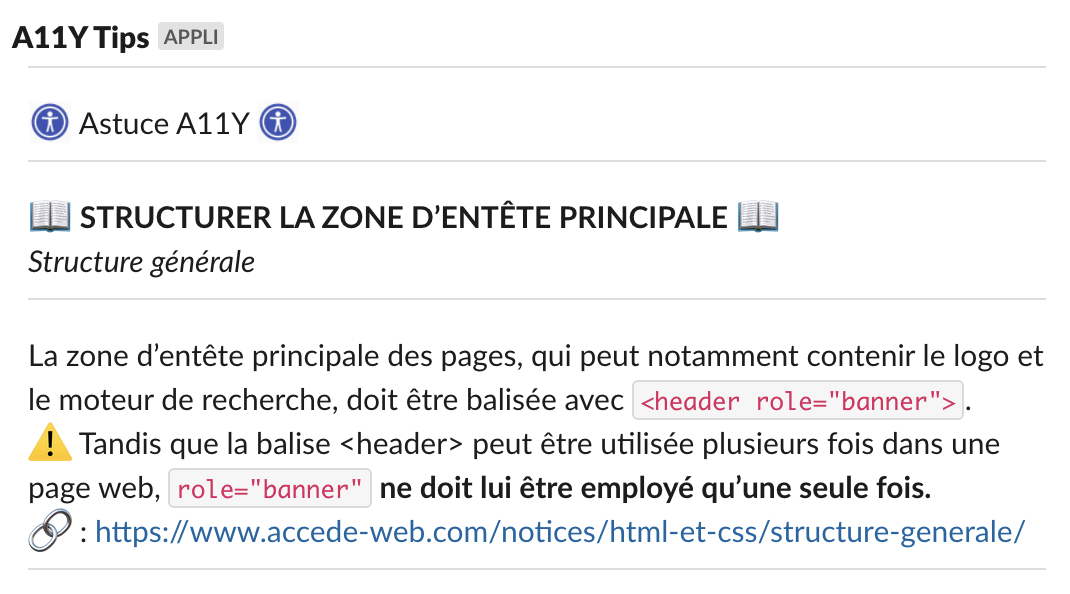 A11Y Tips APPLI
Astuce A11Y
STRUCTURER LA ZONE D’ENTÊTE PRINCIPALE
Structure générale
La zone d’entête principale des pages, qui peut notamment contenir le logo et
le moteur de recherche, doit être balisée avec <header role="banner">.
Tandis que la balise <header> peut être utilisée plusieurs fois dans une
page web, role="banner" ne doit lui être employé qu’une seule fois.
: https://www.accede-web.com/notices/html-et-css/structure-generale/